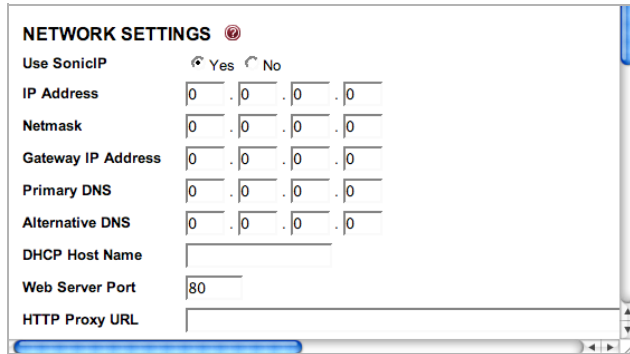 NETWORK SETTINGS ?
Use SonicIP Yes No
IP Address 0 . 0 . 0 . 0
Netmask 0 . 0 . 0 . 0
Gateway IP Address 0 . 0 . 0 . 0
Primary DNS 0 . 0 . 0 . 0
Alternative DNS 0 . 0 . 0 . 0
DHCP Host Name
Web Server Port 80
HTTP Proxy URL